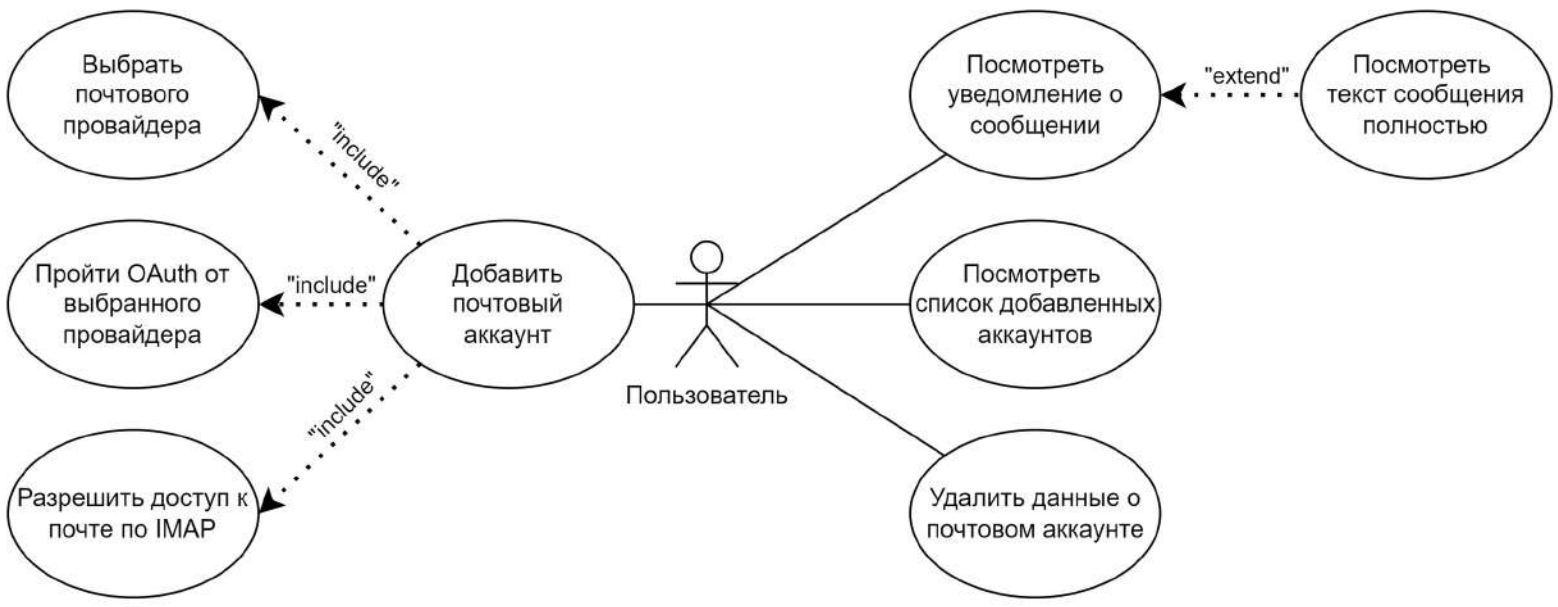 Выбрать
почтового
провайдера
"include"
Пройти OAuth от
выбранного
провайдера
"include"
Разрешить доступ к
почте по IMAP
"include"
Добавить
почтовый
аккаунт
Пользователь
Посмотреть
уведомление о
сообщении
"extend"
Посмотреть
текст сообщения
полностью
Посмотреть
список добавленных
аккаунтов
Удалить данные о
почтовом аккаунте